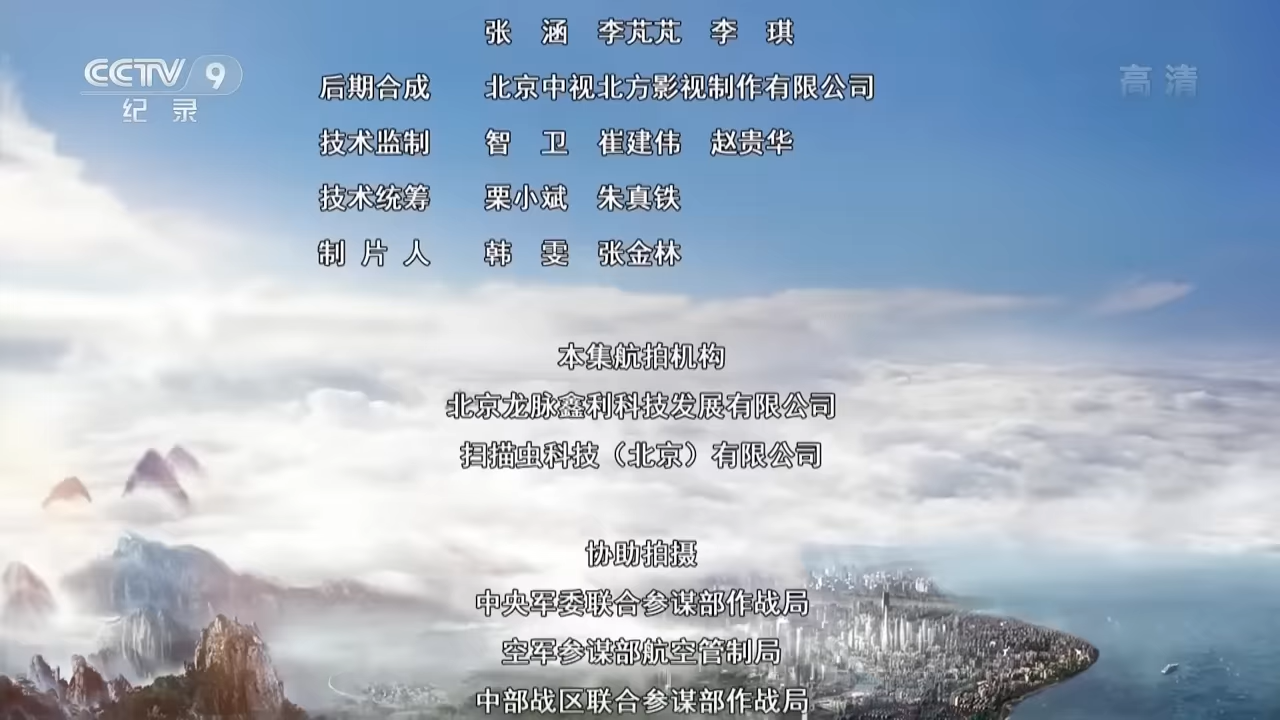 张 涵 李芃芃 李 琪
CCTV 9
纪 录
高清
后期合成 北京中视北方影视制作有限公司
技术监制 智 卫 崔建伟 赵贵华
技术统筹 栗小斌 朱真铁
制 片 人 韩 雯 张金林
本集航拍机构
北京龙脉鑫利科技发展有限公司
扫描虫科技（北京）有限公司
协助拍摄
中央军委联合参谋部作战局
空军参谋部航空管制局
中部战区联合参谋部作战局